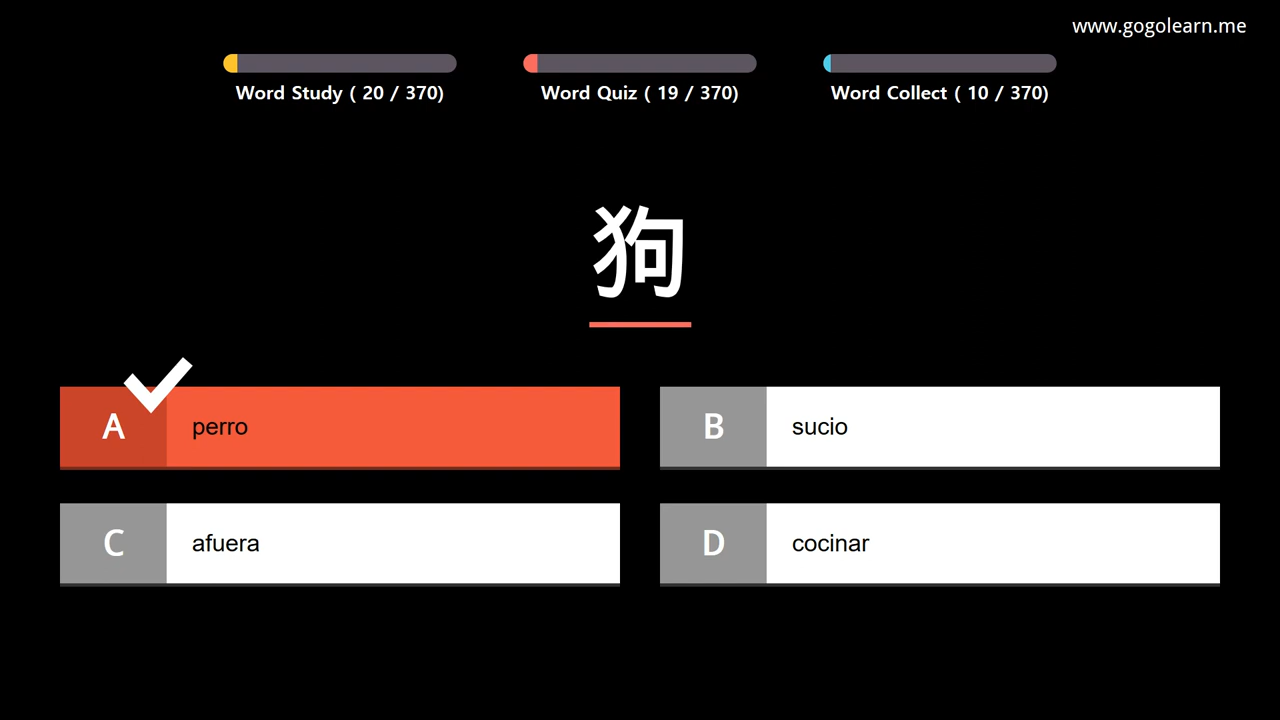 www.gogolearn.me
Word Study ( 20 / 370)
Word Quiz ( 19 / 370)
Word Collect ( 10 / 370)
狗
A perro
B sucio
C afuera
D cocinar